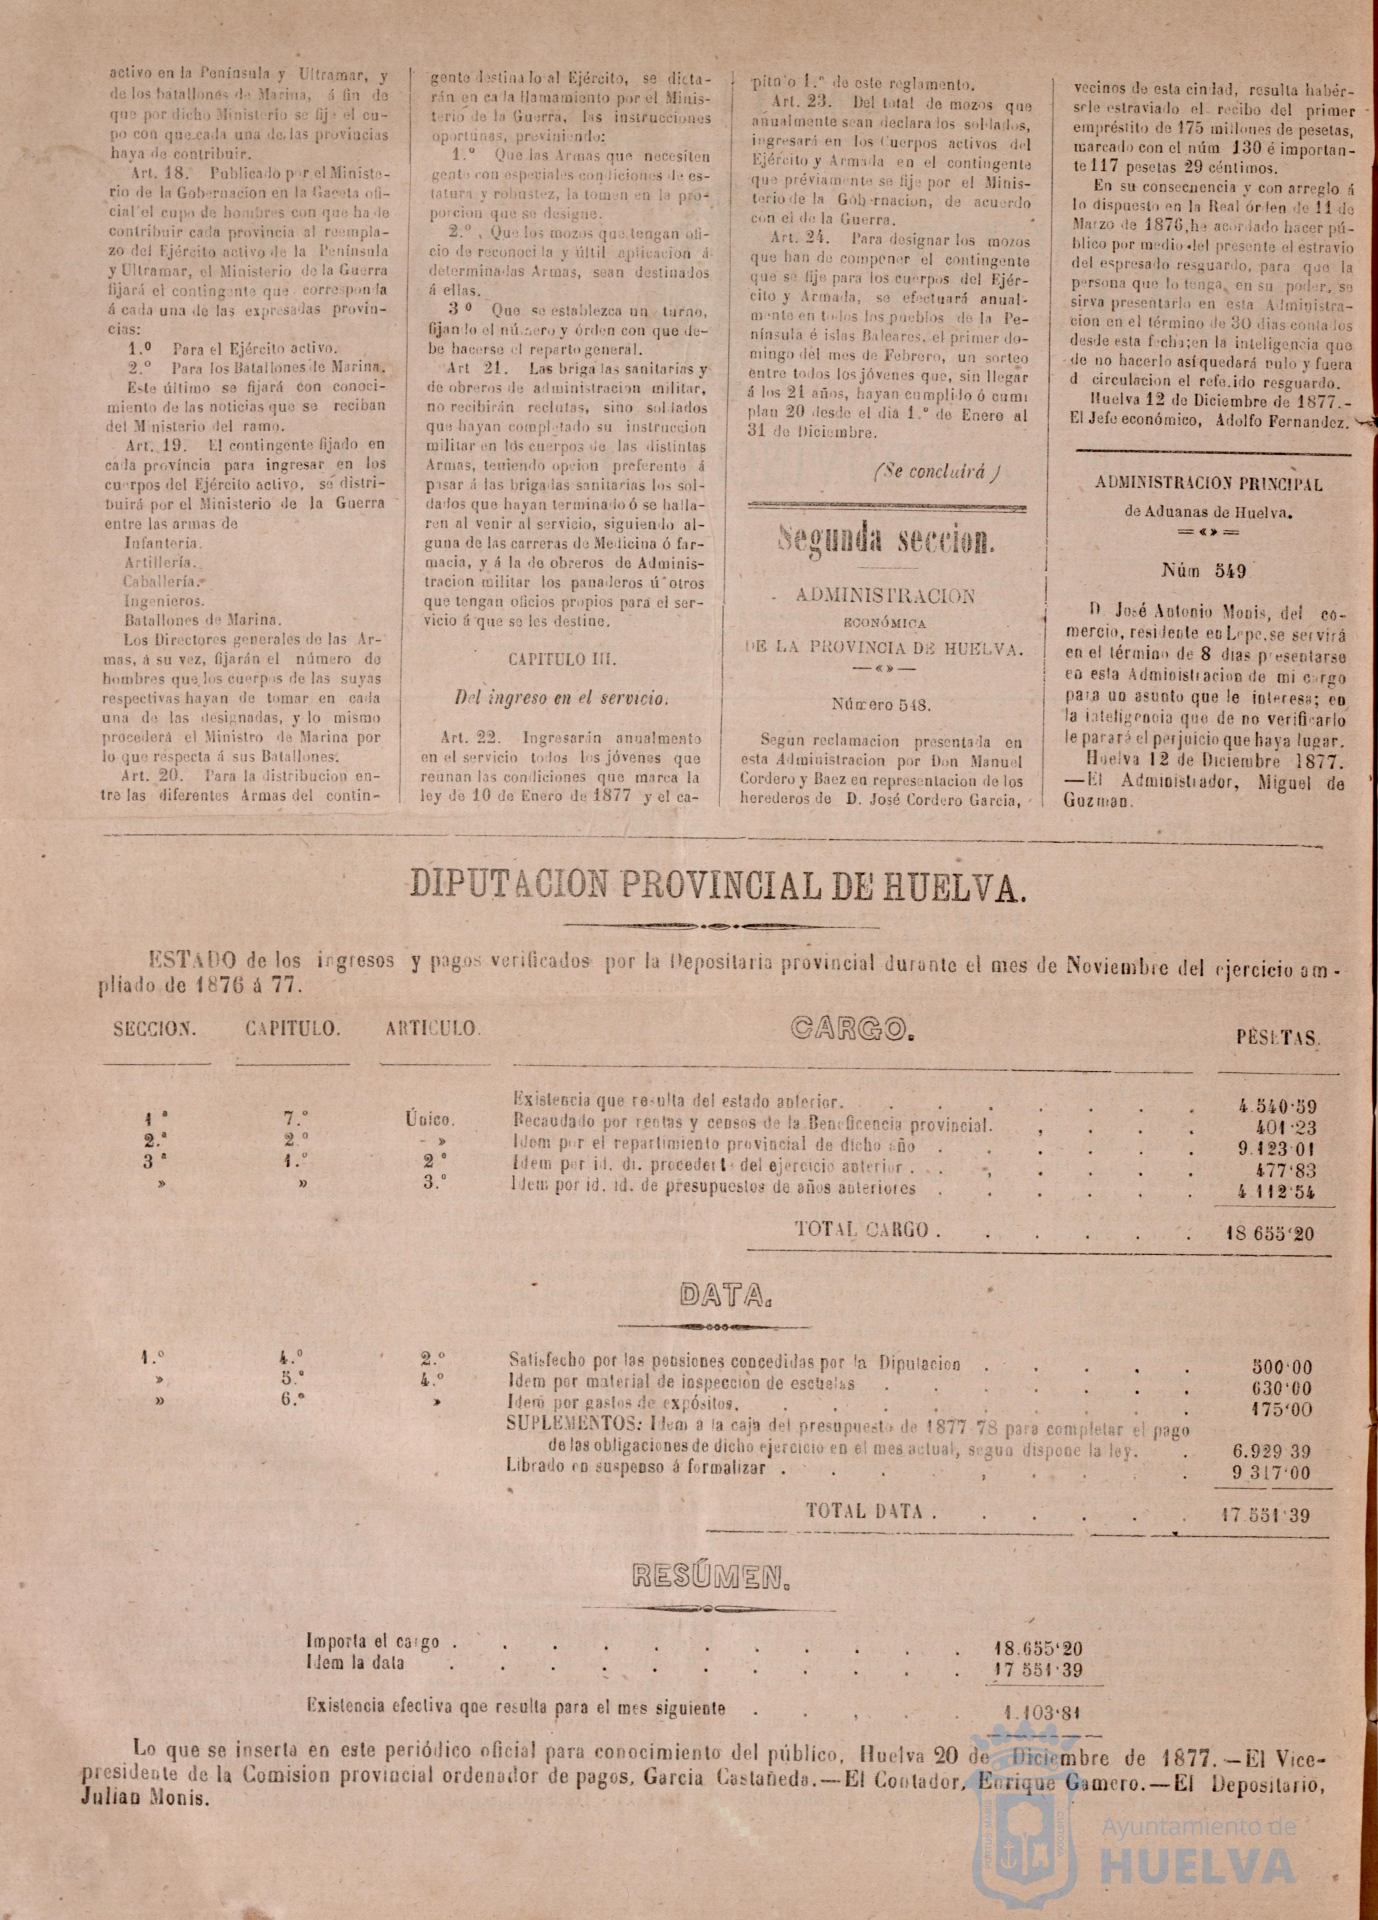 activo en la Península y Ultramar, y
de los batallones de Marina, á fin de
que por dicho Ministerio se fije el cu-
po con que cada una de las provincias
haya de contribuir.
Art. 18. Publicado por el Ministe-
rio de la Gobernacion en la Gaceta ofi-
cial el cupo de hombres con que ha de
contribuir cada provincia al reempla-
zo del Ejército activo de la Península
y Ultramar, el Ministerio de la Guerra
fijará el contingente que corresponda
á cada una de las expresadas provin-
cias:
1.º Para el Ejército activo.
2.º Para los Batallones de Marina.
Este último se fijará con conoci-
miento de las noticias que se reciban
del Ministerio del ramo.
Art. 19. El contingente fijado en
cada província para ingresar en los
cuerpos del Ejército activo, se distri-
buirá por el Ministerio de la Guerra
entre las armas de
Infanteria.
Artillería.
Caballería.
Ingenieros.
Batallones de Marina.
Los Directores generales de las Ar-
mas, á su vez, fijarán el número de
hombres que los cuerpos de las suyas
respectivas hayan de tomar en cada
una de las designadas, y lo mismo
procederá el Ministro de Marina por
lo que respecta á sus Batallones.
Art. 20. Para la distribucion en-
tre las diferentes Armas del contin-
gente destinado al Ejército, se dicta-
rán en cada llamamiento por el Minis-
terio de la Guerra, las instrucciones
oportunas, previniendo:
1.º Que las Armas que necesiten
gente con especiales condiciones de es-
tatura y robustez, la tomen en la pro-
porcion que se designe.
2.º Que los mozos que tengan ofi-
cio de reconocida y últil aplicacion á
determinadas Armas, sean destinados
á ellas.
3º Que se establezca un turno,
fijando el número y órden con que de-
be hacerse el reparto general.
Art 21. Las brigadas sanitarias y
de obreros de administracion militar,
no recibirán reclutas, sino soldados
que hayan completado su instruccion
militar en los cuerpos de las distintas
Armas, teniendo opcion preferente á
pasar á las brigadas sanitarias los sol-
dados que hayan terminado ó se halla-
ren al venir al servicio, siguiendo al-
guna de las carreras de Medicina ó far-
macia, y á la de obreros de Adminis-
tracion militar los panaderos ú otros
que tengan oficios propios para el ser-
vicio á que se les destine.
CAPITULO III.
Del ingreso en el servicio.
Art. 22. Ingresarán anualmente
en el servicio todos los jóvenes que
reunan las condiciones que marca la
ley de 10 de Enero de 1877 y el ca-
pítulo 1.º de este reglamento.
Art. 23. Del total de mozos que
anualmente sean declarados soldados,
ingresará en los Cuerpos activos del
Ejército y Armada en el contingente
que préviamente se fije por el Minis-
terio de la Gobernacion, de acuerdo
con el de la Guerra.
Art. 24. Para designar los mozos
que han de componer el contingente
que se fije para los cuerpos del Ejér-
cito y Armada, se efectuará anual-
mente en todos los pueblos de la Pe-
nínsula é islas Baleares, el primer do-
mingo del mes de Febrero, un sorteo
entre todos los jóvenes que, sin llegar
á los 21 años, hayan cumplido ó cum
plan 20 desde el dia 1.º de Enero al
31 de Diciembre.
(Se concluirá)
Segunda seccion.
ADMINISTRACION
ECONÓMICA
DE LA PROVINCIA DE HUELVA.
—«»—
Número 548.
Segun reclamacion presentada en
esta Administracion por Don Manuel
Cordero y Baez en representacion de los
herederos de D. José Cordero Garcia,
vecinos de esta ciudad, resulta habér-
sele estraviado el recibo del primer
empréstito de 175 millones de pesetas,
marcado con el núm 130 é importan-
te 117 pesetas 29 céntimos.
En su consecuencia y con arreglo á
lo dispuesto en la Real órden de 11 de
Marzo de 1876, he acordado hacer pú-
blico por medio del presente el estravio
del espresado resguardo, para que la
persona que lo tenga en su poder, se
sirva presentarlo en esta Administra-
cion en el término de 30 dias contados
desde esta fecha; en la inteligencia que
de no hacerlo asi quedará nulo y fuera
d circulacion el refe.ido resguardo.
Huelva 12 de Diciembre de 1877.-
El Jefe económico, Adolfo Fernandez.
ADMINISTRACION PRINCIPAL
de Aduanas de Huelva.
=«»=
Núm 549
D. José Antonio Monis, del co-
mercio, residente en Lepe, se servirá
en el término de 8 dias presentarse
en esta Administracion de mi cargo
para un asunto que le interesa; en
la inteligencia que de no verificarlo
le parará el perjuicio que haya lugar.
Huelva 12 de Diciembre 1877.
—El Administrador, Miguel de
Guzman.
DIPUTACION PROVINCIAL DE HUELVA.
ESTADO de los ingresos y pagos verificados por la Depositaria provincial durante el mes de Noviembre del ejercicio am-
pliado de 1876 á 77.
SECCION. CAPITULO. ARTICULO. CARGO. PESETAS.
Existencia que resulta del estado anterior. . . . . . . 4.540·59
1ª 7.º Único. Recaudado por rentas y censos de la Beneficencia provincial. , . . . 401·23
2.ª 2.º - » Idem por el repartimiento provincial de dicho año . . . . . . 9.123·01
3ª 1.º 2º Idem por id. di. procedert del ejercicio anterior . . , . . . . 477·83
» » 3.º Idem por id. id. de presupuestos de años anteriores . . . . . . 4.112·54
TOTAL CARGO . . . . . . 18 655‘20
DATA.
1.º 4.º 2.º Satisfecho por las pensiones concedidas por la Diputacion . . . . . 500·00
» 5.º 4.º Idem por material de inspeccion de escuelas . . . . . . . 630·00
» 6.º » Idem por gastos de expósitos. . . . . . . . . . 175·00
SUPLEMENTOS: Idem a la caja del presupuesto de 1877 78 para completar el pago
de las obligaciones de dicho ejercicio en el mes actual, segun dispone la ley. . . 6.929 39
Librado en suspenso á formalizar . . . . , . . . 9 317·00
TOTAL DATA . . . . . . 17 551‘39
RESÚMEN.
Importa el cargo . . . . . . . . . . . 18.655‘20
Idem la data . . . . . . . . . . . 17 551·39
Existencia efectiva que resulta para el mes siguiente . . , . . 1.103·81
Lo que se inserta en este periódico oficial para conocimiento del público. Huelva 20 de Diciembre de 1877.—El Vice-
presidente de la Comision provincial ordenador de pagos, Garcia Castañeda.—El Contador, Enrique Gamero.—El Depositario,
Julian Monis.
Ayuntamiento de
HUELVA